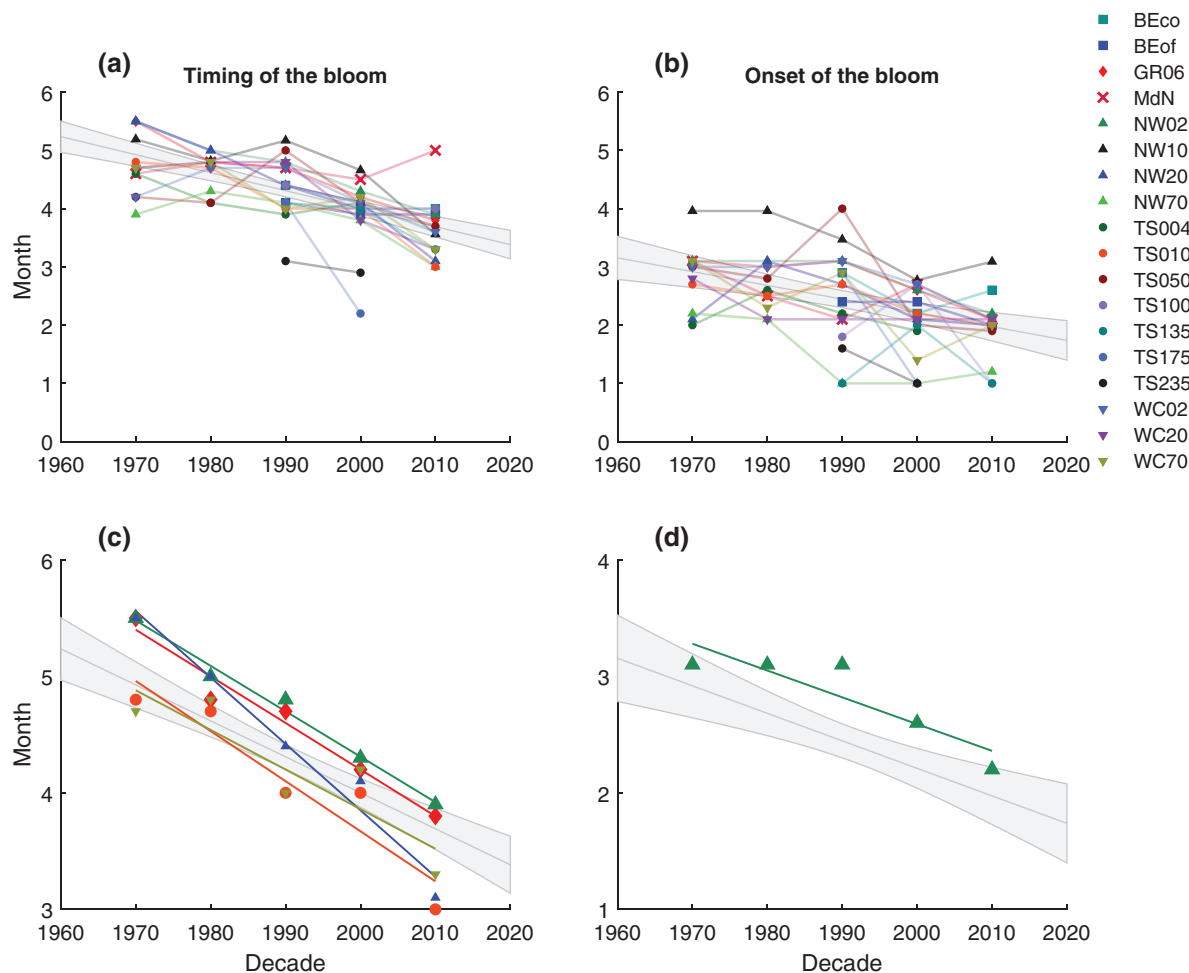 (a)
Timing of the bloom
Month
6
5
4
3
2
1
0
1960 1970 1980 1990 2000 2010 2020
(b)
Onset of the bloom
6
5
4
3
2
1
0
1960 1970 1980 1990 2000 2010 2020
BEco
BEof
GR06
MdN
NW02
NW10
NW20
NW70
TS004
TS010
TS050
TS100
TS135
TS175
TS235
WC02
WC20
WC70
(c)
Month
6
5
4
3
1960 1970 1980 1990 2000 2010 2020
Decade
(d)
4
3
2
1
1960 1970 1980 1990 2000 2010 2020
Decade